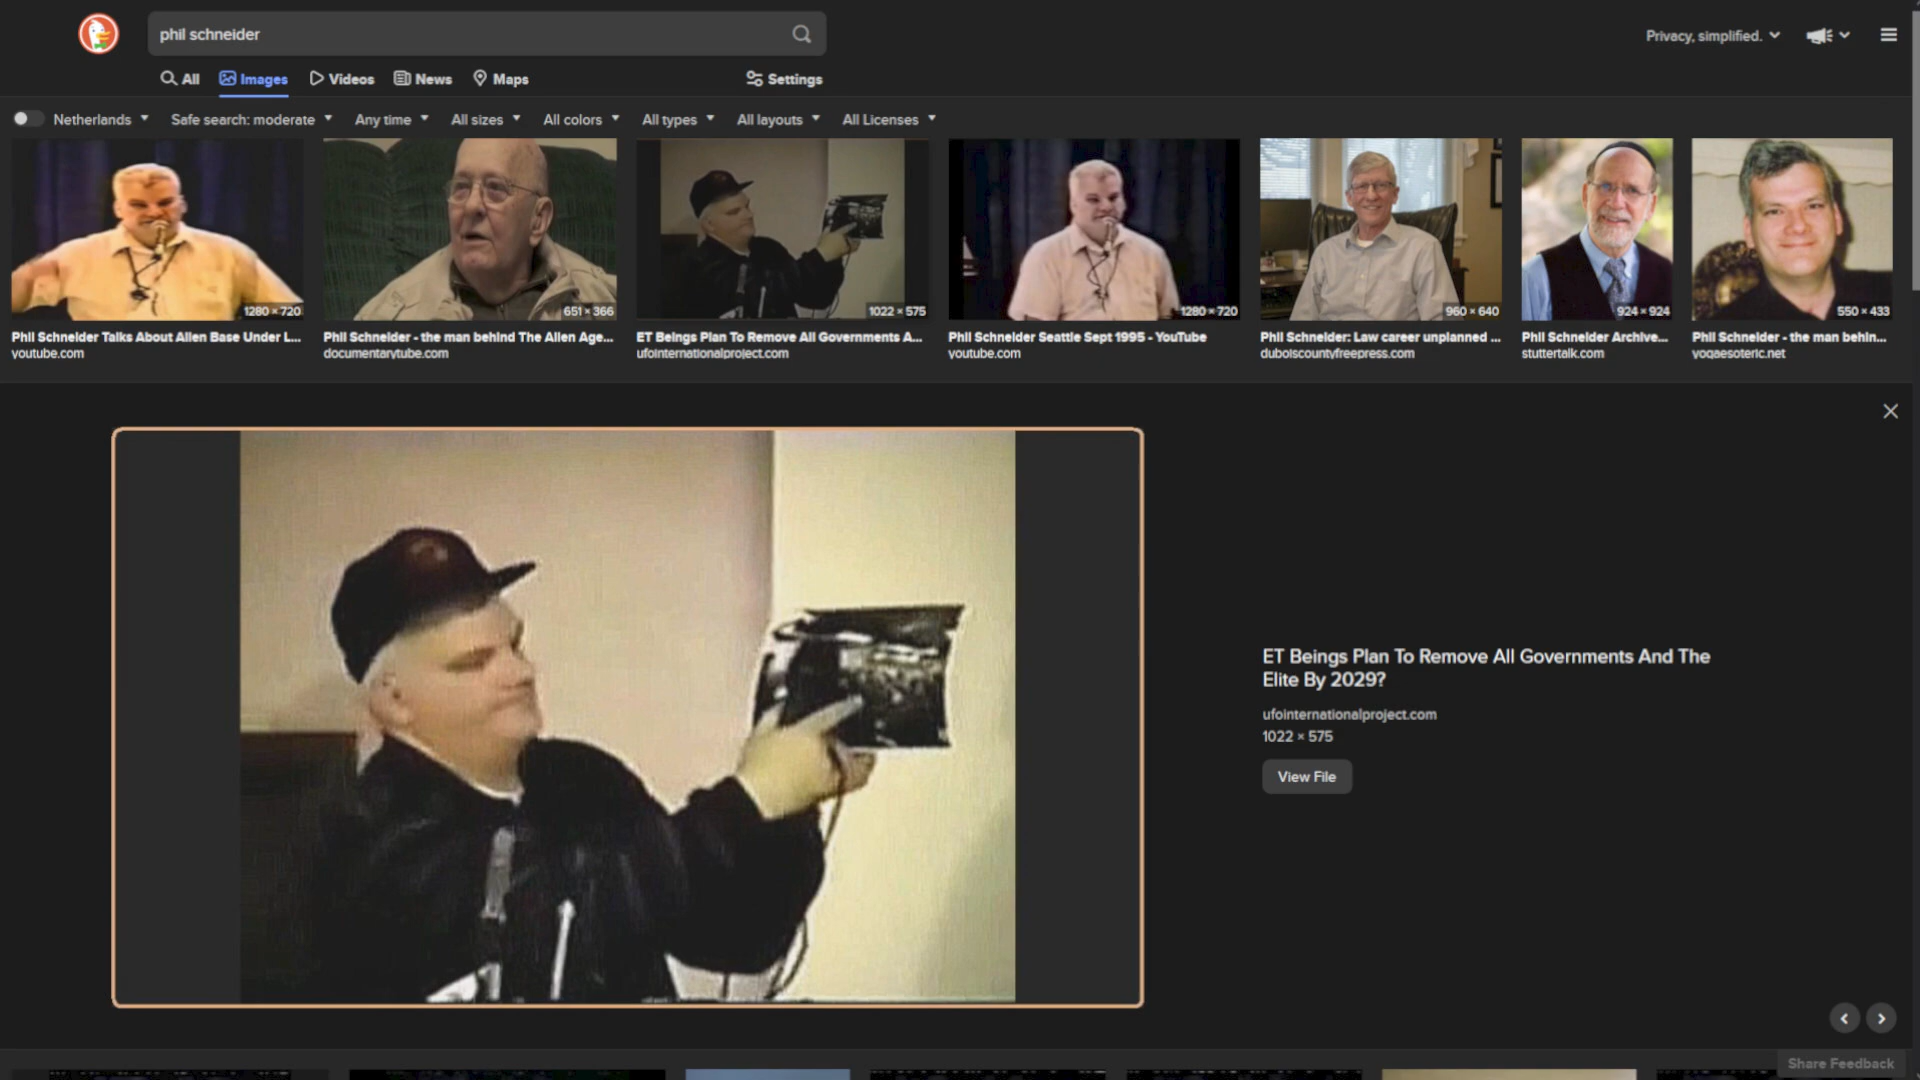 phil schneider
Privacy, simplified.
All
Images
Videos
News
Maps
Settings
Netherlands
Safe search: moderate
Any time
All sizes
All colors
All types
All layouts
All Licenses
1280 × 720
651 × 366
1022 × 575
1280 × 720
960 × 640
924 × 924
550 × 433
Phil Schneider Talks About Alien Base Under L...
Phil Schneider - the man behind The Alien Age...
ET Beings Plan To Remove All Governments A...
Phil Schneider Seattle Sept 1995 - YouTube
Phil Schneider: Law career unplanned ...
Phil Schneider Archive...
Phil Schneider - the man behin...
youtube.com
documentarytube.com
ufointernationalproject.com
youtube.com
duboiscountyfreepress.com
stuttertalk.com
yogaesoteric.net
ET Beings Plan To Remove All Governments And The
Elite By 2029?
ufointernationalproject.com
1022 × 575
View File
Share Feedback